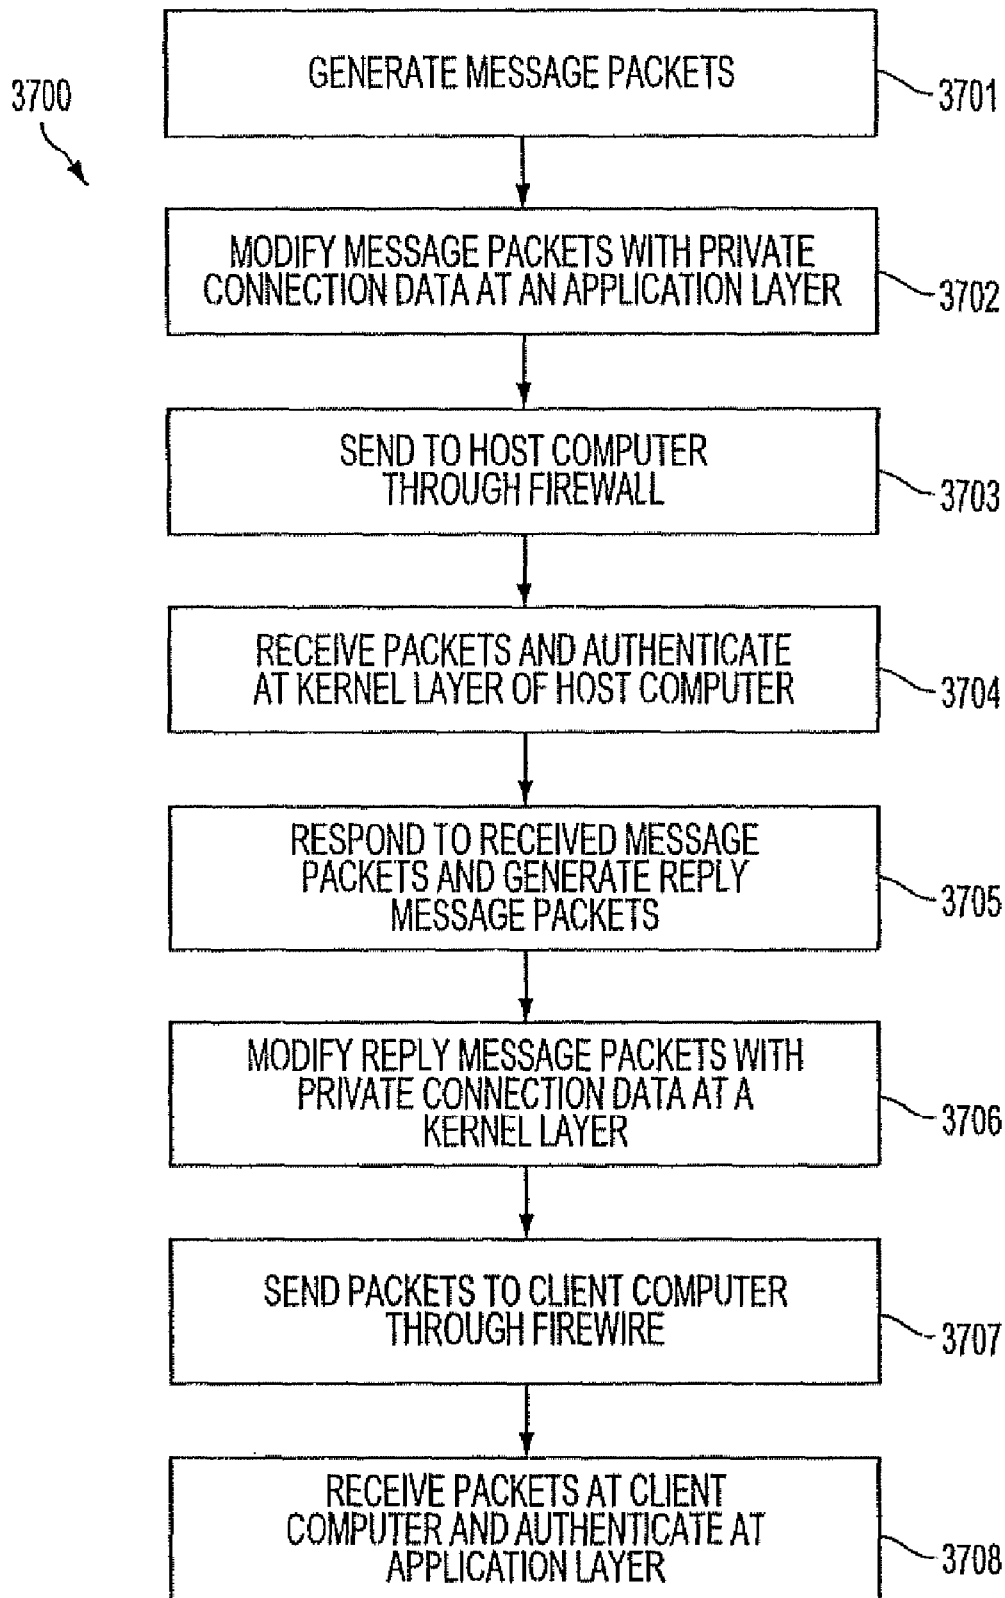 3700
GENERATE MESSAGE PACKETS
3701
MODIFY MESSAGE PACKETS WITH PRIVATE
CONNECTION DATA AT AN APPLICATION LAYER
3702
SEND TO HOST COMPUTER
THROUGH FIREWALL
3703
RECEIVE PACKETS AND AUTHENTICATE
AT KERNEL LAYER OF HOST COMPUTER
3704
RESPOND TO RECEIVED MESSAGE
PACKETS AND GENERATE REPLY
MESSAGE PACKETS
3705
MODIFY REPLY MESSAGE PACKETS WITH
PRIVATE CONNECTION DATA AT A
KERNEL LAYER
3706
SEND PACKETS TO CLIENT COMPUTER
THROUGH FIREWIRE
3707
RECEIVE PACKETS AT CLIENT
COMPUTER AND AUTHENTICATE AT
APPLICATION LAYER
3708